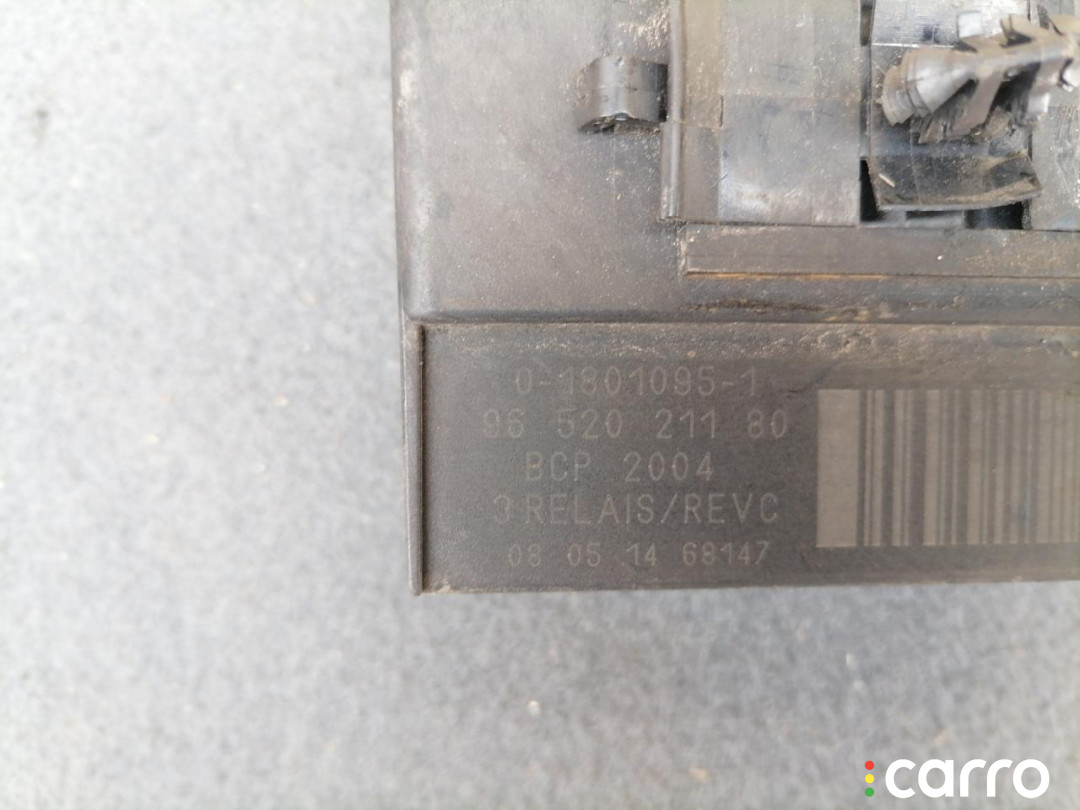 0-1801095-1
96 520 211 80
BCP 2004
3 RELAIS/REVC
08 05 14 68147
carro